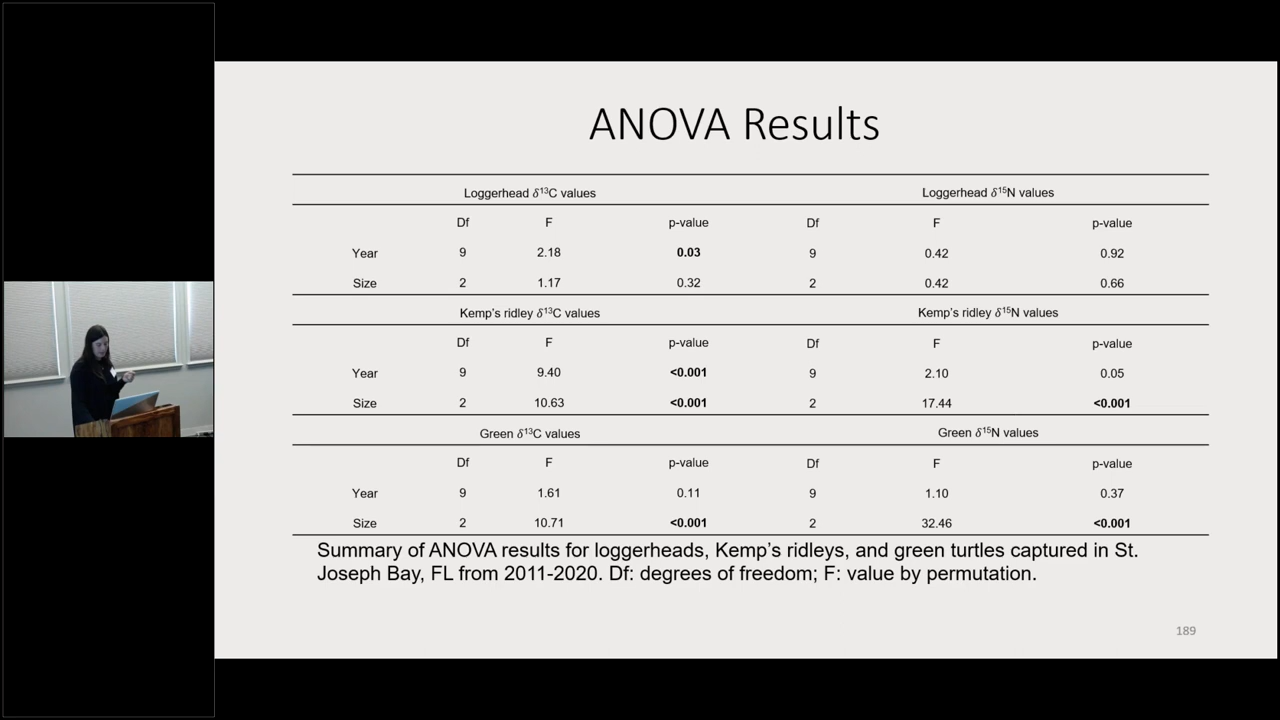 ANOVA Results
Loggerhead δ¹³C values Loggerhead δ¹⁵N values
Df F p-value Df F p-value
Year 9 2.18 0.03 9 0.42 0.92
Size 2 1.17 0.32 2 0.42 0.66
Kemp's ridley δ¹³C values Kemp's ridley δ¹⁵N values
Df F p-value Df F p-value
Year 9 9.40 <0.001 9 2.10 0.05
Size 2 10.63 <0.001 2 17.44 <0.001
Green δ¹³C values Green δ¹⁵N values
Df F p-value Df F p-value
Year 9 1.61 0.11 9 1.10 0.37
Size 2 10.71 <0.001 2 32.46 <0.001
Summary of ANOVA results for loggerheads, Kemp's ridleys, and green turtles captured in St.
Joseph Bay, FL from 2011-2020. Df: degrees of freedom; F: value by permutation.
189